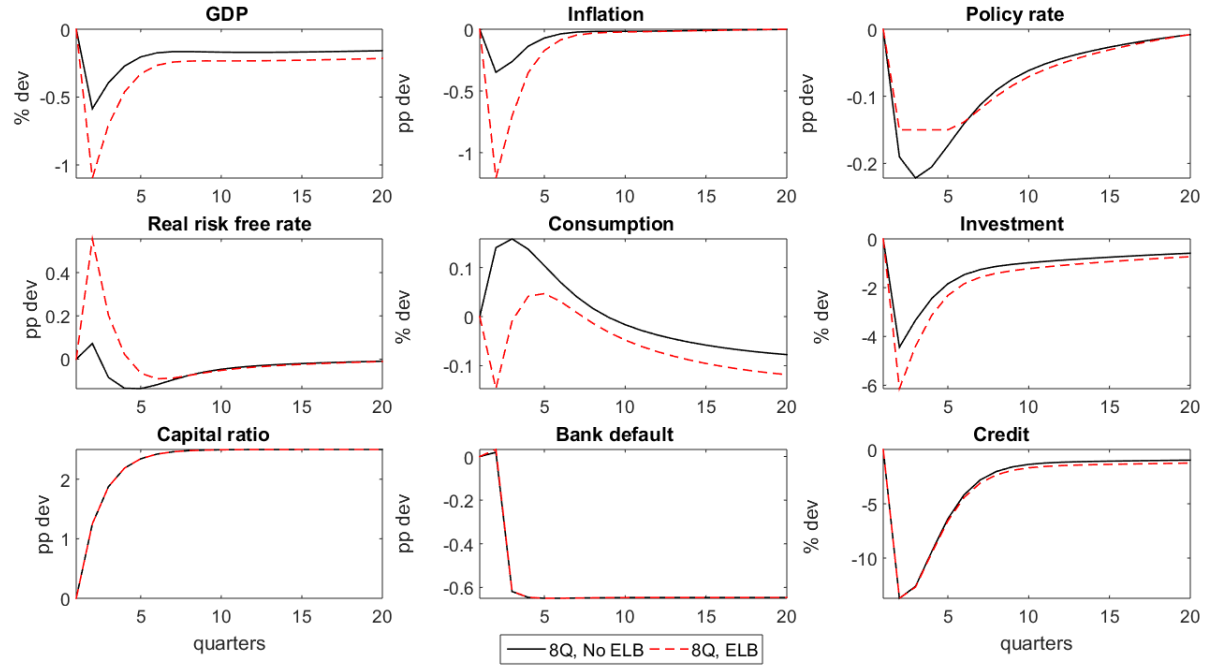 GDP
Inflation
Policy rate
0
-0.5
-1
% dev
5
10
15
20
0
-0.5
-1
pp dev
5
10
15
20
0
-0.1
-0.2
pp dev
5
10
15
20
Real risk free rate
Consumption
Investment
0.4
0.2
0
pp dev
5
10
15
20
0.1
0
-0.1
% dev
5
10
15
20
0
-2
-4
-6
% dev
5
10
15
20
Capital ratio
Bank default
Credit
2
1
0
pp dev
5
10
15
20
quarters
0
-0.2
-0.4
-0.6
pp dev
5
10
15
20
0
-5
-10
% dev
5
10
15
20
quarters
8Q, No ELB
8Q, ELB